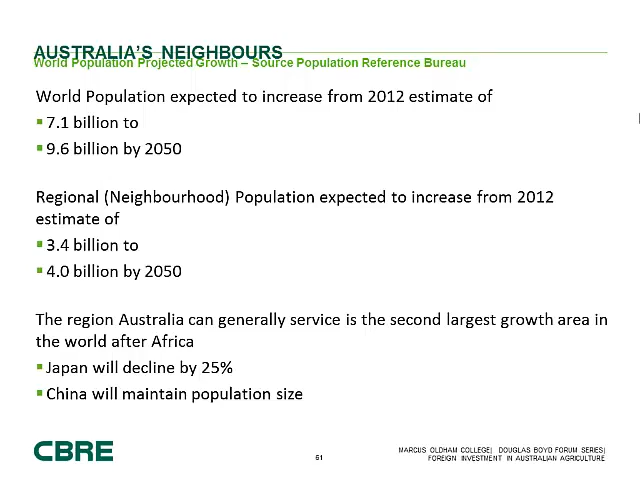 AUSTRALIA’S NEIGHBOURS
World Population Projected Growth – Source Population Reference Bureau
World Population expected to increase from 2012 estimate of
▪ 7.1 billion to
▪ 9.6 billion by 2050
Regional (Neighbourhood) Population expected to increase from 2012
estimate of
▪ 3.4 billion to
▪ 4.0 billion by 2050
The region Australia can generally service is the second largest growth area in
the world after Africa
▪ Japan will decline by 25%
▪ China will maintain population size
CBRE
51
MARCUS OLDHAM COLLEGE| DOUGLAS BOYD FORUM SERIES|
FOREIGN INVESTMENT IN AUSTRALIAN AGRICULTURE